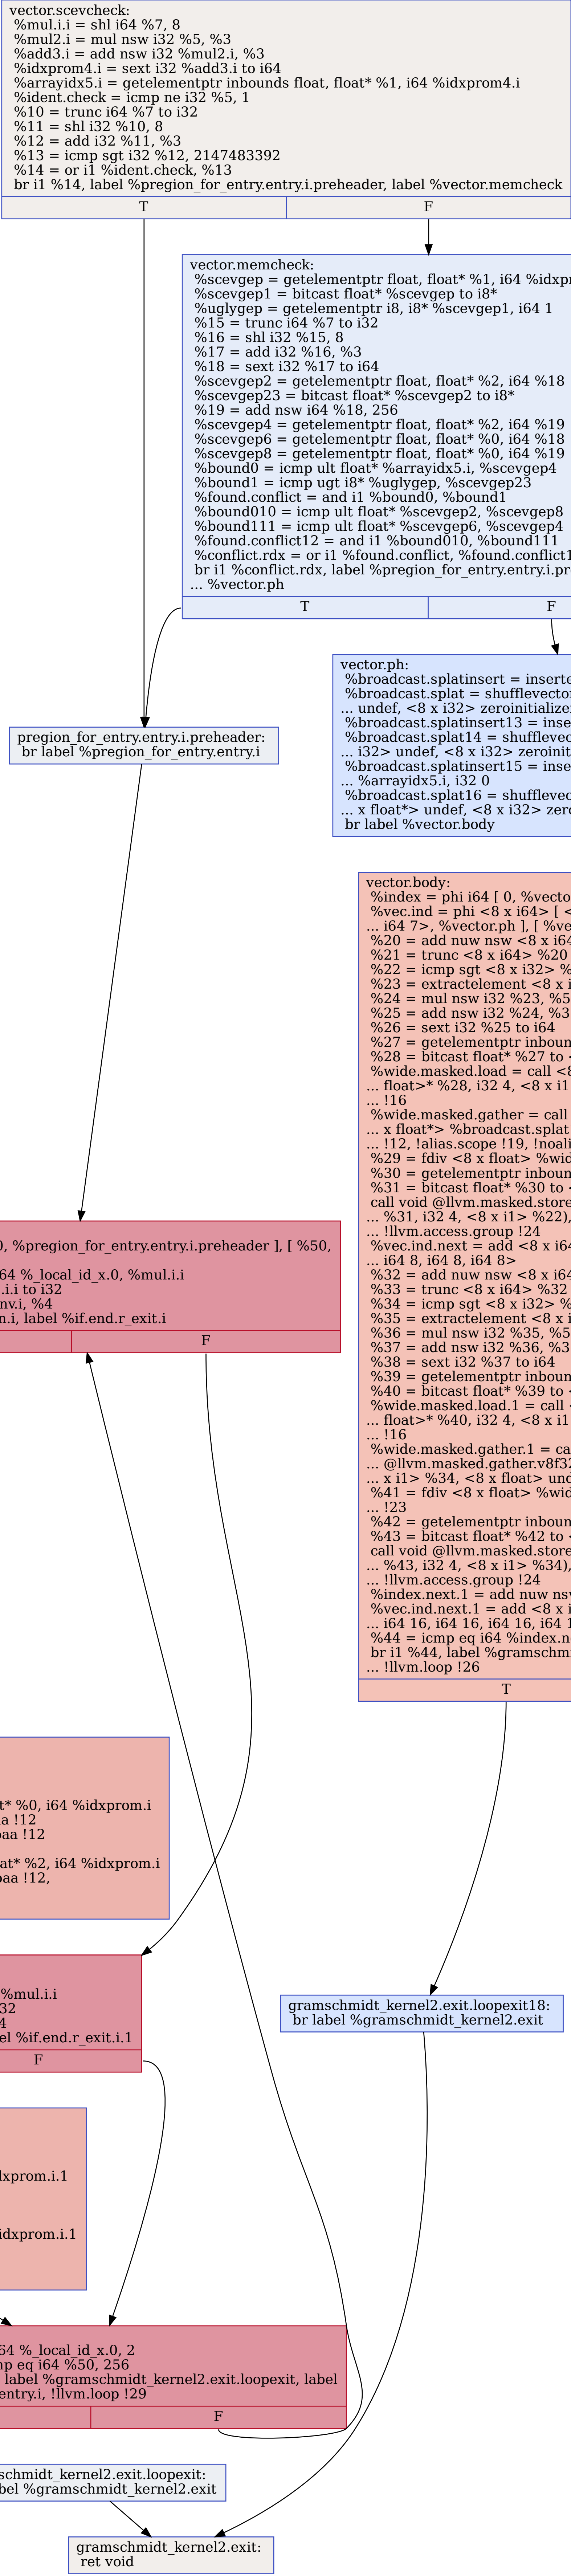 vector.scevcheck:
%mul.i.i = shl i64 %7, 8
%mul2.i = mul nsw i32 %5, %3
%add3.i = add nsw i32 %mul2.i, %3
%idxprom4.i = sext i32 %add3.i to i64
%arrayidx5.i = getelementptr inbounds float, float* %1, i64 %idxprom4.i
%ident.check = icmp ne i32 %5, 1
%10 = trunc i64 %7 to i32
%11 = shl i32 %10, 8
%12 = add i32 %11, %3
%13 = icmp sgt i32 %12, 2147483392
%14 = or i1 %ident.check, %13
br i1 %14, label %pregion_for_entry.entry.i.preheader, label %vector.memcheck
T
F
vector.memcheck:
%scevgep = getelementptr float, float* %1, i64 %idxpr
%scevgep1 = bitcast float* %scevgep to i8*
%uglygep = getelementptr i8, i8* %scevgep1, i64 1
%15 = trunc i64 %7 to i32
%16 = shl i32 %15, 8
%17 = add i32 %16, %3
%18 = sext i32 %17 to i64
%scevgep2 = getelementptr float, float* %2, i64 %18
%scevgep23 = bitcast float* %scevgep2 to i8*
%19 = add nsw i64 %18, 256
%scevgep4 = getelementptr float, float* %2, i64 %19
%scevgep6 = getelementptr float, float* %0, i64 %18
%scevgep8 = getelementptr float, float* %0, i64 %19
%bound0 = icmp ult float* %arrayidx5.i, %scevgep4
%bound1 = icmp ugt i8* %uglygep, %scevgep23
%found.conflict = and i1 %bound0, %bound1
%bound010 = icmp ult float* %scevgep2, %scevgep8
%bound111 = icmp ult float* %scevgep6, %scevgep4
%found.conflict12 = and i1 %bound010, %bound111
%conflict.rdx = or i1 %found.conflict, %found.conflict1
br i1 %conflict.rdx, label %pregion_for_entry.entry.i.pre
... %vector.ph
T
F
vector.ph:
%broadcast.splatinsert = inserte
%broadcast.splat = shufflevector
... undef, <8 x i32> zeroinitialize
%broadcast.splatinsert13 = inse
%broadcast.splat14 = shufflevec
... i32> undef, <8 x i32> zeroinit
%broadcast.splatinsert15 = inse
... %arrayidx5.i, i32 0
%broadcast.splat16 = shufflevec
... x float*> undef, <8 x i32> zero
br label %vector.body
pregion_for_entry.entry.i.preheader:
br label %pregion_for_entry.entry.i
vector.body:
%index = phi i64 [ 0, %vecto
%vec.ind = phi <8 x i64> [ <
... i64 7>, %vector.ph ], [ %ve
%20 = add nuw nsw <8 x i64
%21 = trunc <8 x i64> %20
%22 = icmp sgt <8 x i32> %
%23 = extractelement <8 x i
%24 = mul nsw i32 %23, %5
%25 = add nsw i32 %24, %3
%26 = sext i32 %25 to i64
%27 = getelementptr inboun
%28 = bitcast float* %27 to <
%wide.masked.load = call <8
... float>* %28, i32 4, <8 x i1
... !16
%wide.masked.gather = call
... x float*> %broadcast.splat
... !12, !alias.scope !19, !noali
%29 = fdiv <8 x float> %wid
%30 = getelementptr inboun
%31 = bitcast float* %30 to <
call void @llvm.masked.store
... %31, i32 4, <8 x i1> %22),
... !llvm.access.group !24
%vec.ind.next = add <8 x i64
... i64 8, i64 8, i64 8>
%32 = add nuw nsw <8 x i64
%33 = trunc <8 x i64> %32
%34 = icmp sgt <8 x i32> %
%35 = extractelement <8 x i
%36 = mul nsw i32 %35, %5
%37 = add nsw i32 %36, %3
%38 = sext i32 %37 to i64
%39 = getelementptr inboun
%40 = bitcast float* %39 to <
%wide.masked.load.1 = call <
... float>* %40, i32 4, <8 x i1
... !16
%wide.masked.gather.1 = ca
... @llvm.masked.gather.v8f32
... x i1> %34, <8 x float> und
%41 = fdiv <8 x float> %wid
... !23
%42 = getelementptr inboun
%43 = bitcast float* %42 to <
call void @llvm.masked.store
... %43, i32 4, <8 x i1> %34),
... !llvm.access.group !24
%index.next.1 = add nuw nsv
%vec.ind.next.1 = add <8 x i
... i64 16, i64 16, i64 16, i64 1
%44 = icmp eq i64 %index.ne
br i1 %44, label %gramschm
... !llvm.loop !26
T
0, %pregion_for_entry.entry.i.preheader ], [ %50,
i64 %_local_id_x.0, %mul.i.i
.i.i to i32
nv.i, %4
n.i, label %if.end.r_exit.i
F
t* %0, i64 %idxprom.i
a !12
paa !12
at* %2, i64 %idxprom.i
paa !12,
%mul.i.i
32
4
el %if.end.r_exit.i.1
F
gramschmidt_kernel2.exit.loopexit18:
br label %gramschmidt_kernel2.exit
dxprom.i.1
idxprom.i.1
i64 %_local_id_x.0, 2
mp eq i64 %50, 256
label %gramschmidt_kernel2.exit.loopexit, label
entry.i, !llvm.loop !29
F
schmidt_kernel2.exit.loopexit:
bel %gramschmidt_kernel2.exit
gramschmidt_kernel2.exit:
ret void